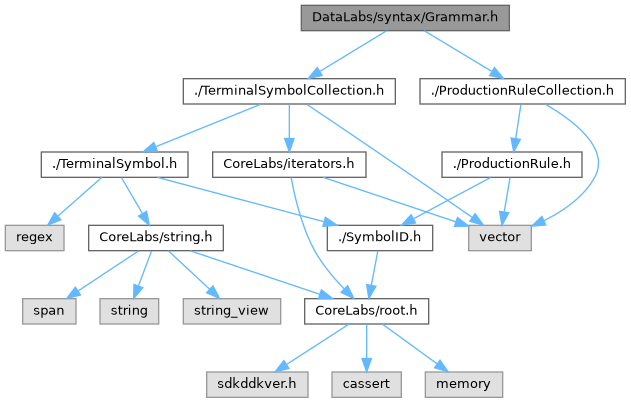 DataLabs/syntax/Grammar.h
./TerminalSymbolCollection.h
./ProductionRuleCollection.h
./TerminalSymbol.h
CoreLabs/iterators.h
./ProductionRule.h
regex
CoreLabs/string.h
./SymbolID.h
vector
span
string
string_view
CoreLabs/root.h
sdkddkver.h
cassert
memory